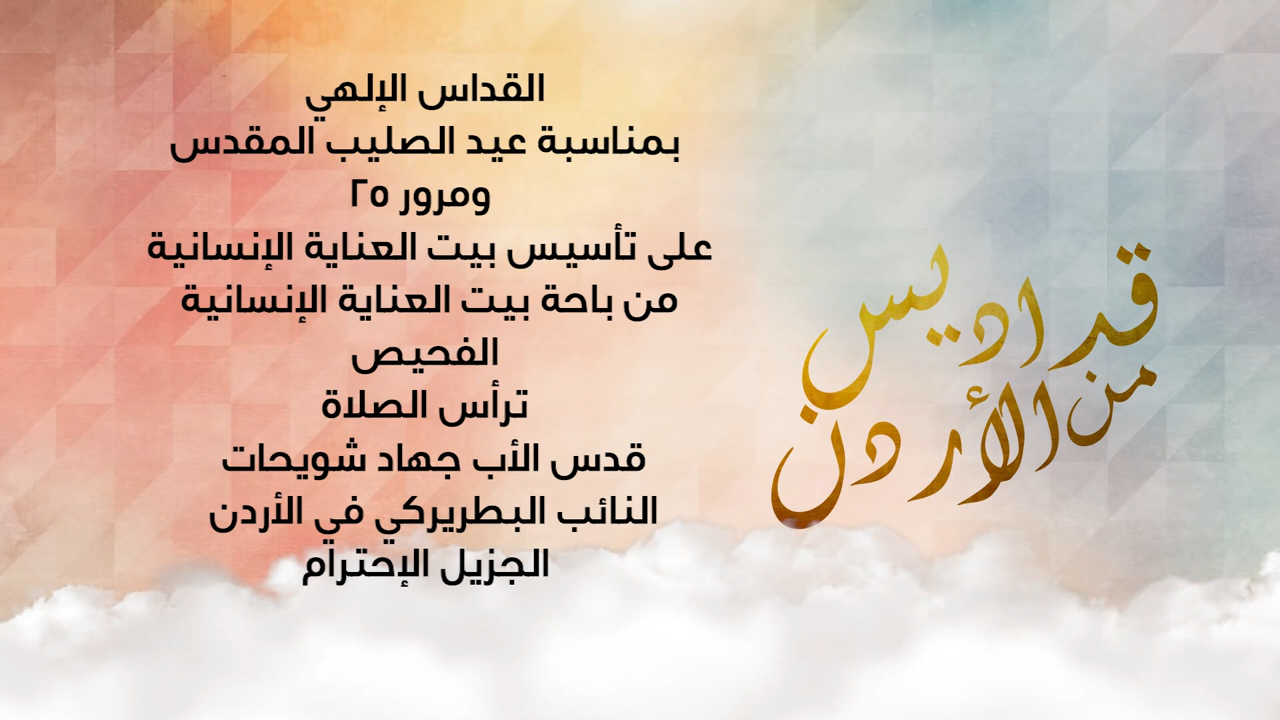 القداس الإلهي
بمناسبة عيد الصليب المقدس
ومرور ٢٥
على تأسيس بيت العناية الإنسانية
من باحة بيت العناية الإنسانية
الفحيص
ترأس الصلاة
قدس الأب جهاد شويحات
النائب البطريركي في الأردن
الجزيل الإحترام
قداديس
من الأردن